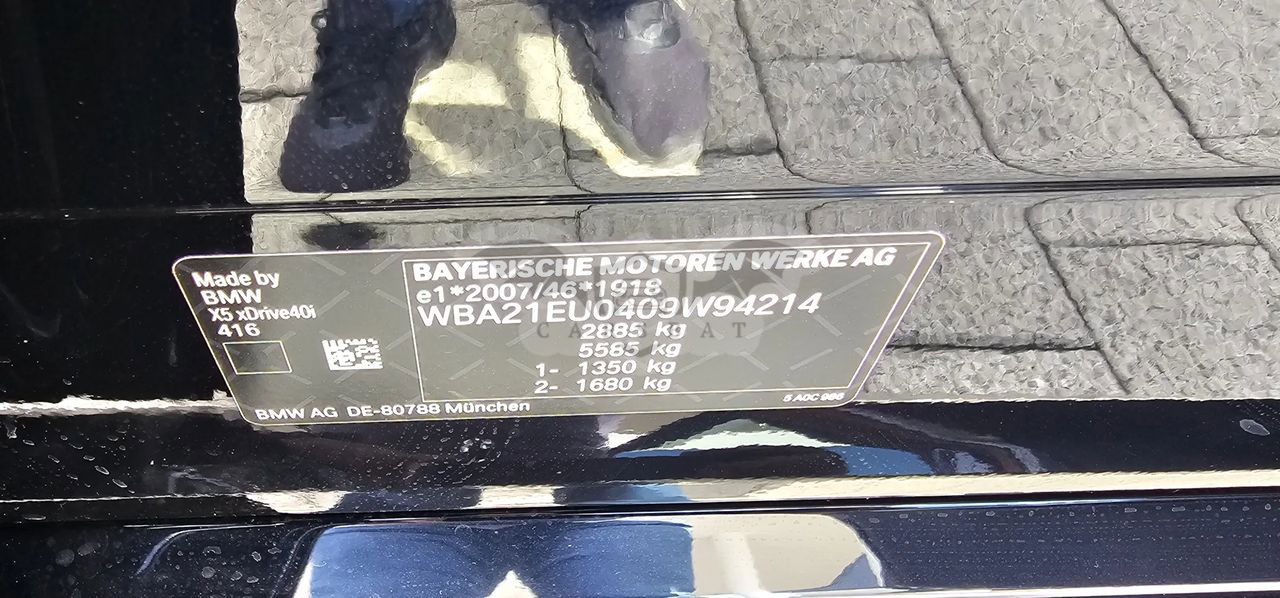 Made by
BMW
X5 xDrive40i
416
BMW AG DE-80788 München
BAYERISCHE MOTOREN WERKE AG
e1*2007/46*1918
WBA21EU0409W94214
2885 kg
5585 kg
1- 1350 kg
2- 1680 kg